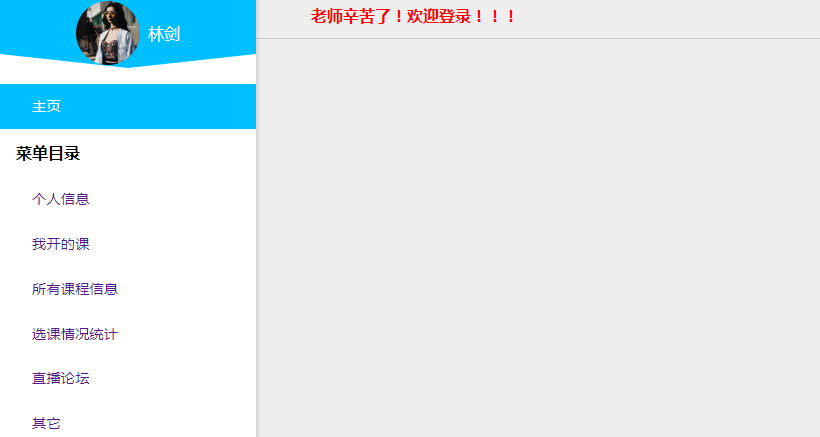 林剑
老师辛苦了！欢迎登录！！！
主页
菜单目录
个人信息
我开的课
所有课程信息
选课情况统计
直播论坛
其它